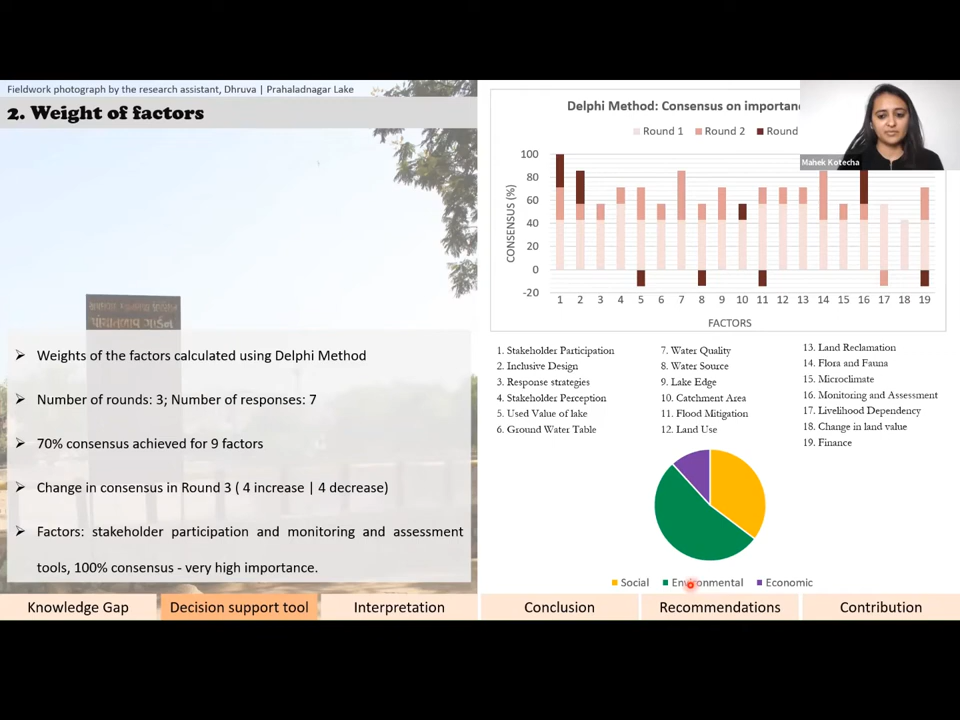 Fieldwork photograph by the research assistant, Dhruva | Prahaladnagar Lake
2. Weight of factors
➢ Weights of the factors calculated using Delphi Method
➢ Number of rounds: 3; Number of responses: 7
➢ 70% consensus achieved for 9 factors
➢ Change in consensus in Round 3 ( 4 increase | 4 decrease)
➢ Factors: stakeholder participation and monitoring and assessment
tools, 100% consensus - very high importance.
Delphi Method: Consensus on importanc
Round 1 Round 2 Round
Mahek Kotecha
CONSENSUS (%)
100
80
60
40
20
0
-20
1 2 3 4 5 6 7 8 9 10 11 12 13 14 15 16 17 18 19
FACTORS
1. Stakeholder Participation
2. Inclusive Design
3. Response strategies
4. Stakeholder Perception
5. Used Value of lake
6. Ground Water Table
7. Water Quality
8. Water Source
9. Lake Edge
10. Catchment Area
11. Flood Mitigation
12. Land Use
13. Land Reclamation
14. Flora and Fauna
15. Microclimate
16. Monitoring and Assessment
17. Livelihood Dependency
18. Change in land value
19. Finance
Social Environmental Economic
Knowledge Gap Decision support tool Interpretation Conclusion Recommendations Contribution